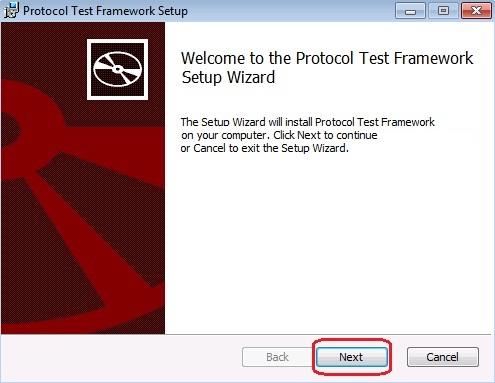 Protocol Test Framework Setup
Welcome to the Protocol Test Framework
Setup Wizard
The Setup Wizard will install Protocol Test Framework
on your computer. Click Next to continue
or Cancel to exit the Setup Wizard.
Back
Next
Cancel